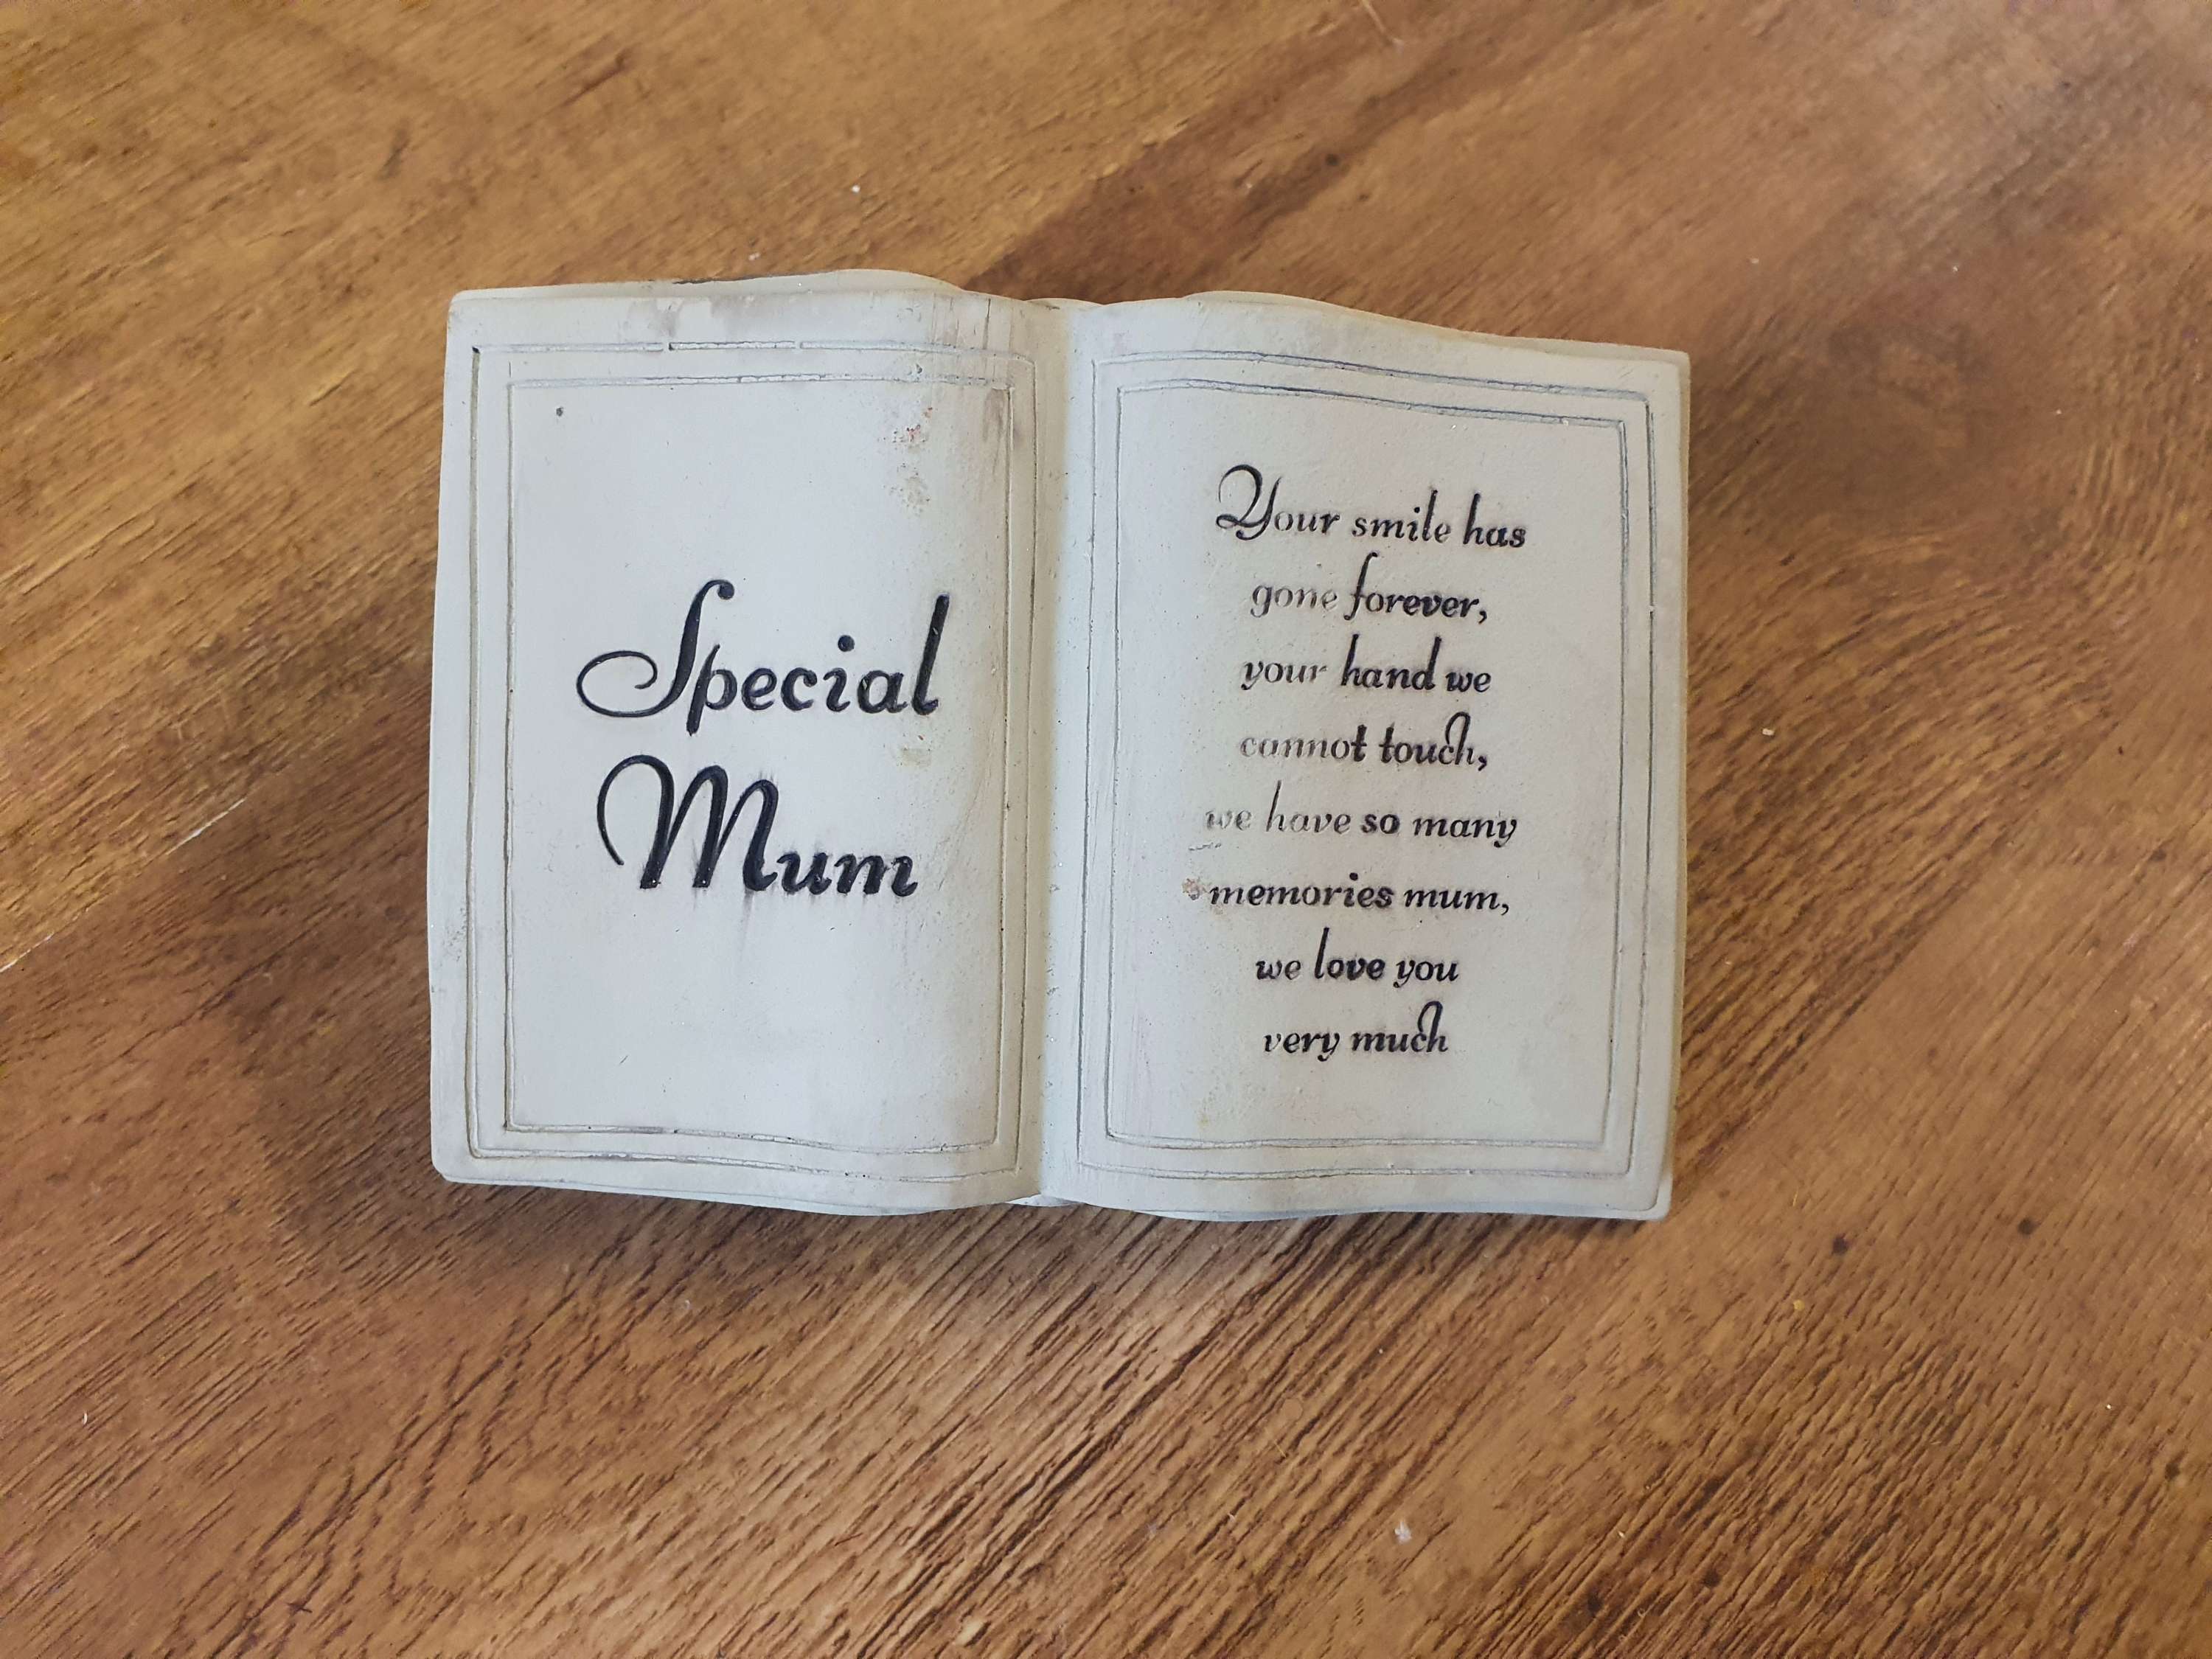 Special
Mum
Your smile has
gone forever,
your hand we
cannot touch,
we have so many
memories mum,
we love you
very much